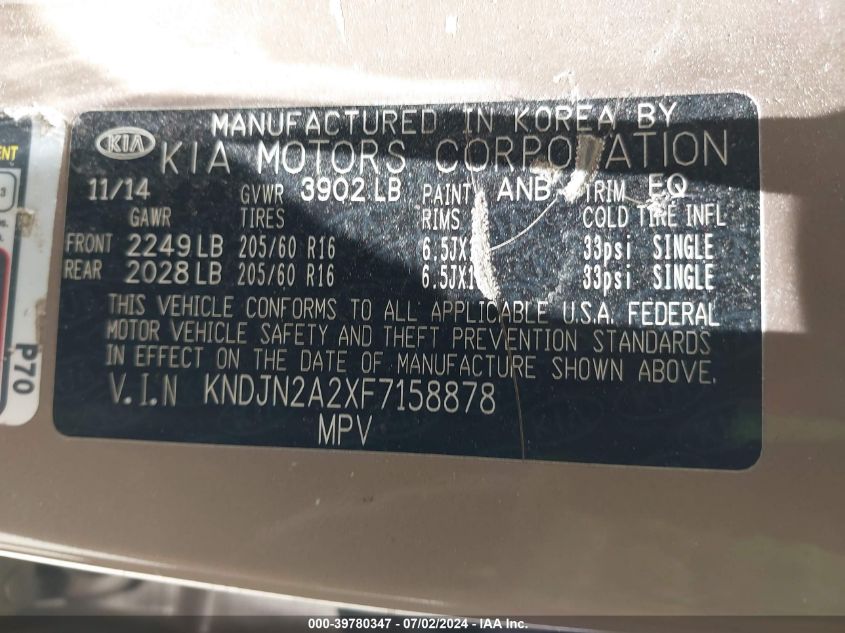 MANUFACTURED IN KOREA BY
KIA KIA MOTORS CORPORATION
11/14 GVWR 3902 LB PAINT ANB TRIM EQ
GAWR TIRES RIMS COLD TIRE INFL
FRONT 2249 LB 205/60 R16 33psi SINGLE
REAR 2028 LB 205/60 R16 33psi SINGLE
THIS VEHICLE CONFORMS TO ALL APPLICABLE U.S.A. FEDERAL
MOTOR VEHICLE SAFETY AND THEFT PREVENTION STANDARDS
IN EFFECT ON THE DATE OF MANUFACTURE SHOWN ABOVE.
V.I.N KNDJN2A2XF7158878
MPV
P70
000-39780347 - 07/02/2024 - IAA Inc.